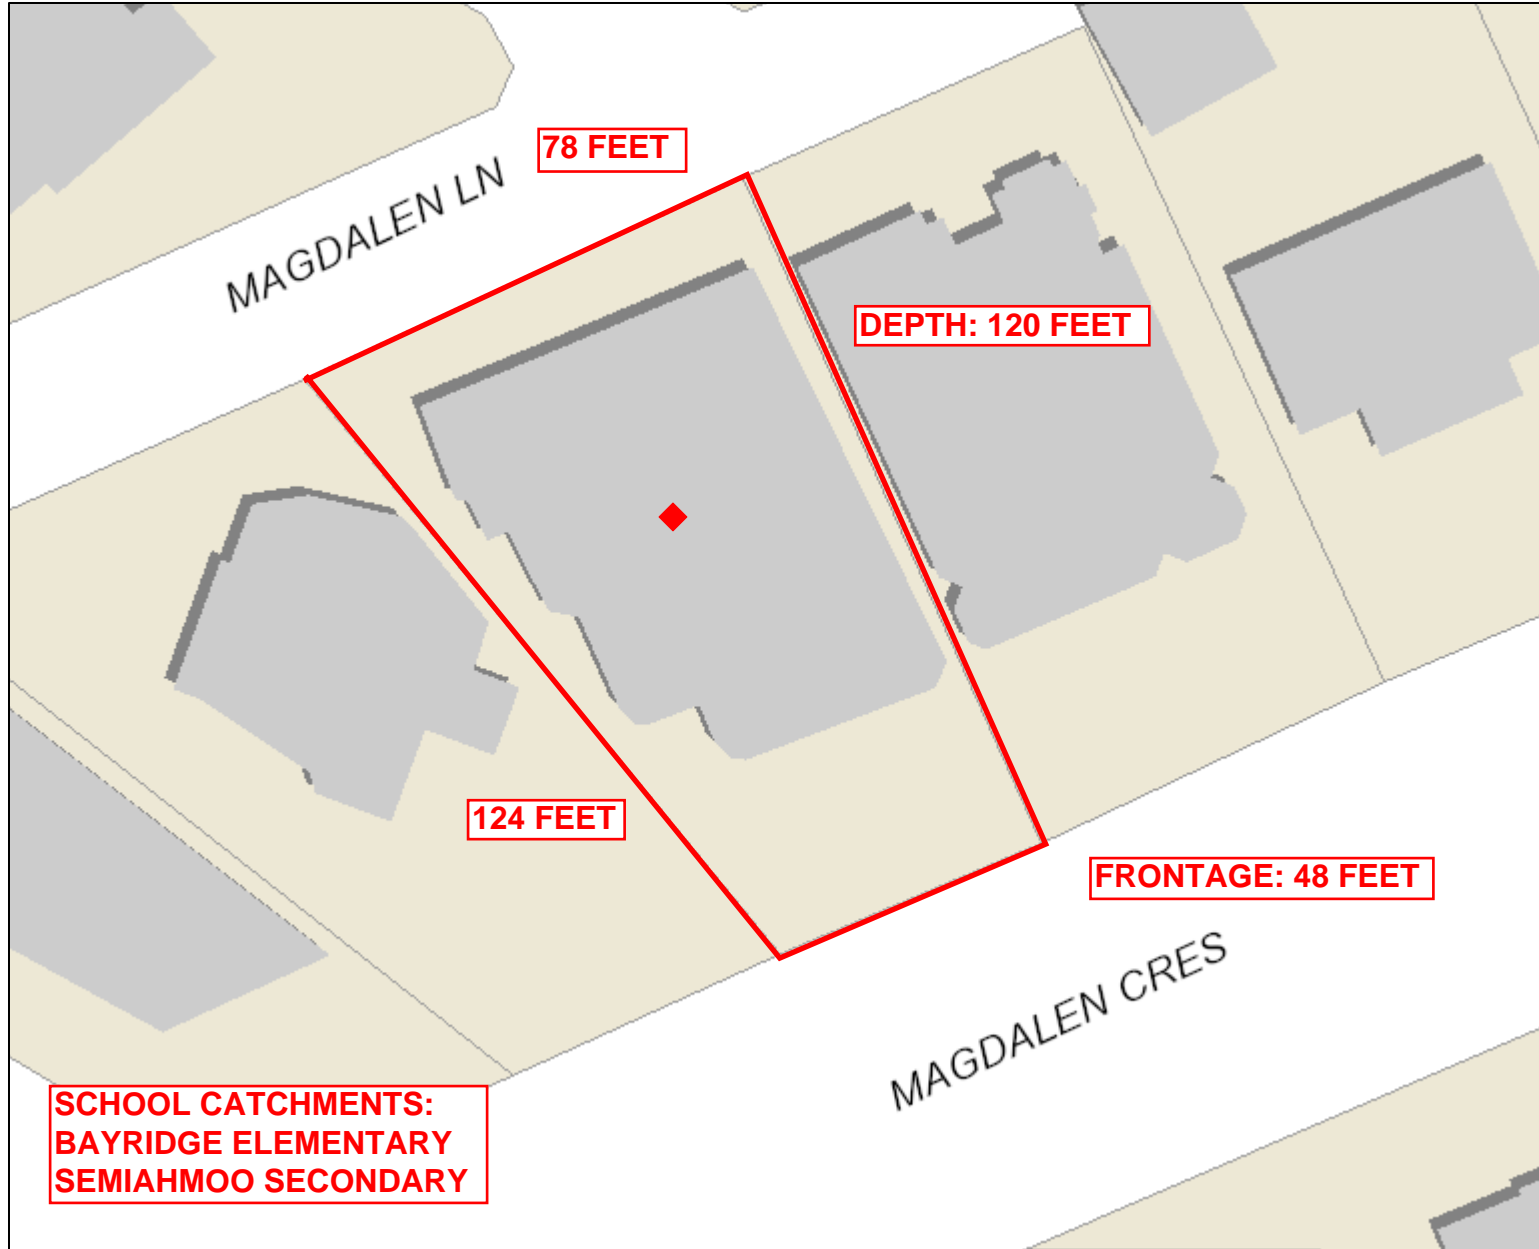 78 FEET
MAGDALEN LN
DEPTH: 120 FEET
124 FEET
FRONTAGE: 48 FEET
MAGDALEN CRES
SCHOOL CATCHMENTS:
BAYRIDGE ELEMENTARY
SEMIAHMOO SECONDARY